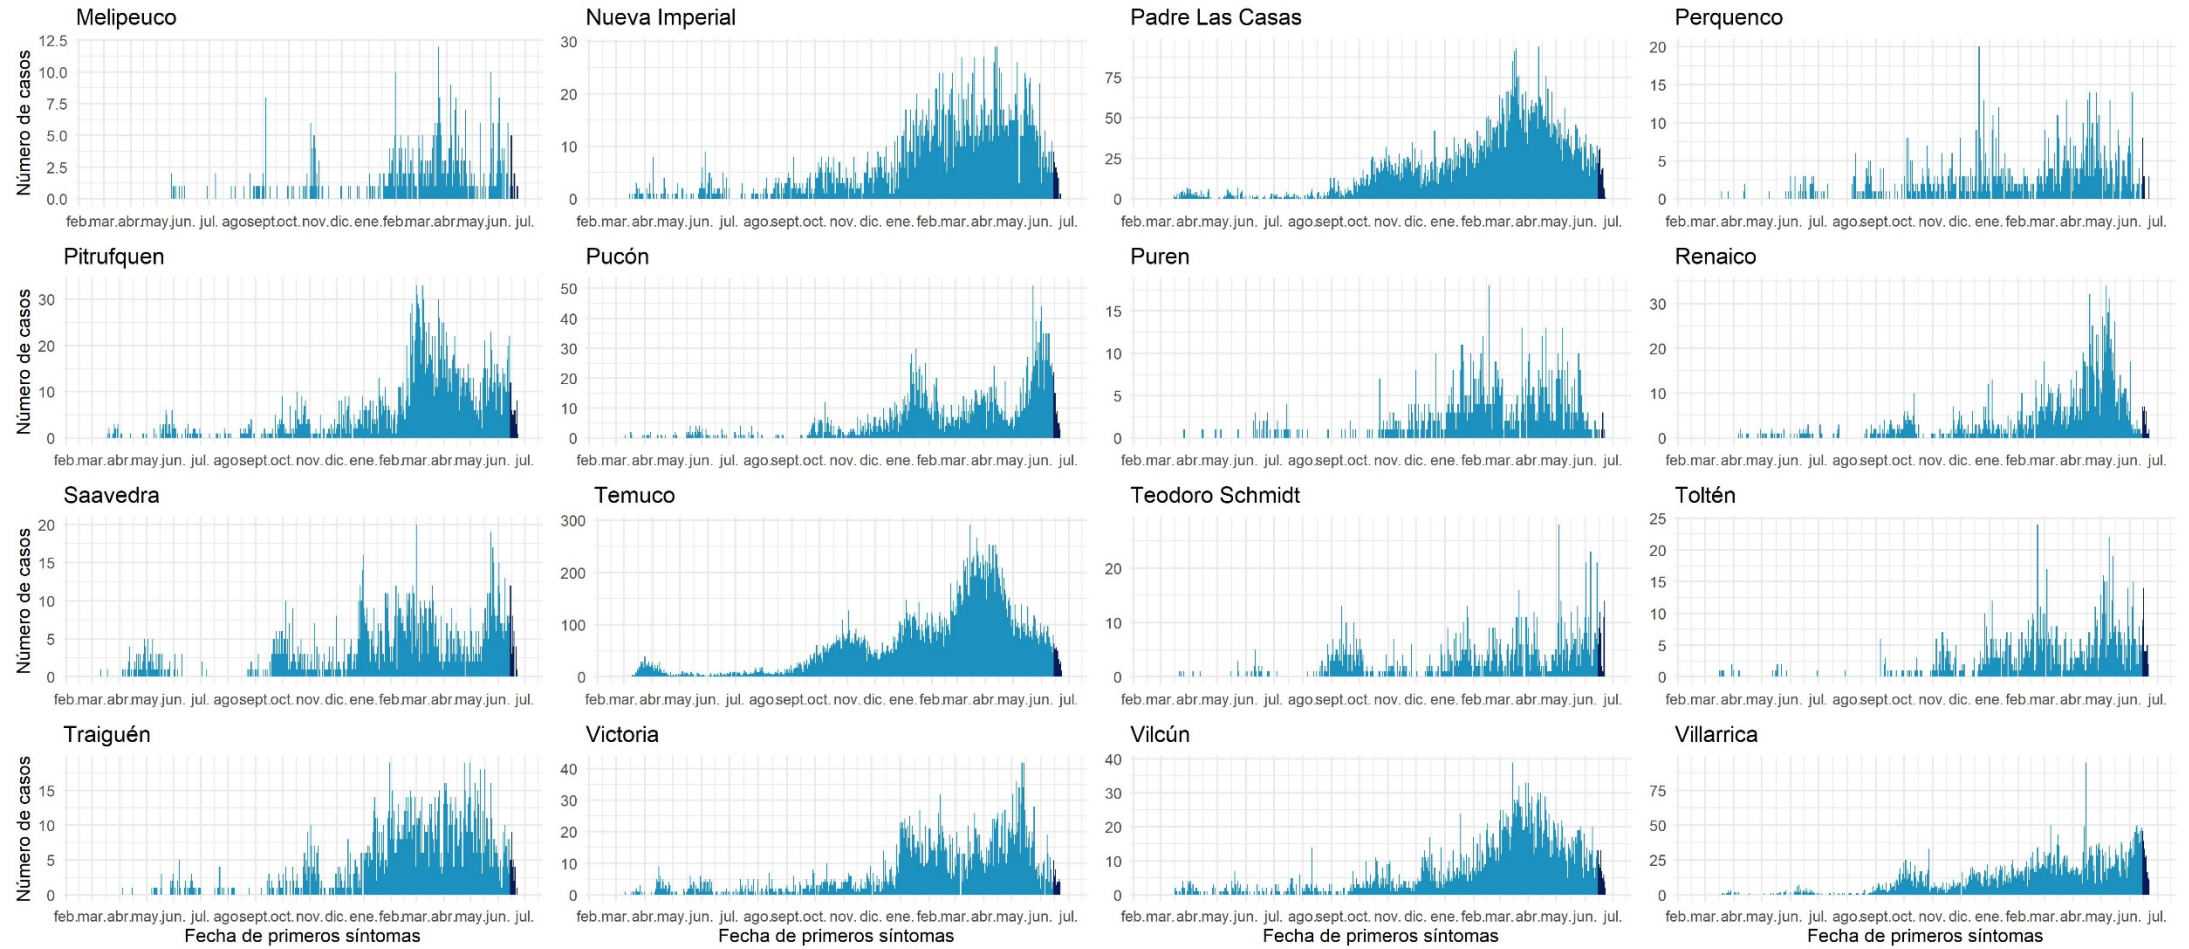 Melipeuco
Nueva Imperial
Padre Las Casas
Perquenco
Número de casos
12.5
10.0
7.5
5.0
2.5
0.0
30
20
10
0
75
50
25
0
20
15
10
5
0
feb.mar.abr.may.jun. jul. ago.sept.oct. nov. dic. ene. feb.mar.abr.may.jun. jul.
feb.mar.abr.may.jun. jul. ago.sept.oct. nov. dic. ene. feb.mar.abr.may.jun. jul.
feb.mar.abr.may.jun. jul. ago.sept.oct. nov. dic. ene. feb.mar.abr.may.jun. jul.
feb.mar.abr.may.jun. jul. ago.sept.oct. nov. dic. ene. feb.mar.abr.may.jun. jul.
Pitrufquen
Pucón
Puren
Renaico
Número de casos
30
20
10
0
50
40
30
20
10
0
15
10
5
0
30
20
10
0
feb.mar.abr.may.jun. jul. ago.sept.oct. nov. dic. ene. feb.mar.abr.may.jun. jul.
feb.mar.abr.may.jun. jul. ago.sept.oct. nov. dic. ene. feb.mar.abr.may.jun. jul.
feb.mar.abr.may.jun. jul. ago.sept.oct. nov. dic. ene. feb.mar.abr.may.jun. jul.
feb.mar.abr.may.jun. jul. ago.sept.oct. nov. dic. ene. feb.mar.abr.may.jun. jul.
Saavedra
Temuco
Teodoro Schmidt
Toltén
Número de casos
20
15
10
5
0
300
200
100
0
20
10
0
25
20
15
10
5
0
feb.mar.abr.may.jun. jul. ago.sept.oct. nov. dic. ene. feb.mar.abr.may.jun. jul.
feb.mar.abr.may.jun. jul. ago.sept.oct. nov. dic. ene. feb.mar.abr.may.jun. jul.
feb.mar.abr.may.jun. jul. ago.sept.oct. nov. dic. ene. feb.mar.abr.may.jun. jul.
feb.mar.abr.may.jun. jul. ago.sept.oct. nov. dic. ene. feb.mar.abr.may.jun. jul.
Traiguén
Victoria
Vilcún
Villarrica
Número de casos
15
10
5
0
40
30
20
10
0
40
30
20
10
0
75
50
25
0
feb.mar.abr.may.jun. jul. ago.sept.oct. nov. dic. ene. feb.mar.abr.may.jun. jul.
feb.mar.abr.may.jun. jul. ago.sept.oct. nov. dic. ene. feb.mar.abr.may.jun. jul.
feb.mar.abr.may.jun. jul. ago.sept.oct. nov. dic. ene. feb.mar.abr.may.jun. jul.
feb.mar.abr.may.jun. jul. ago.sept.oct. nov. dic. ene. feb.mar.abr.may.jun. jul.
Fecha de primeros síntomas
Fecha de primeros síntomas
Fecha de primeros síntomas
Fecha de primeros síntomas